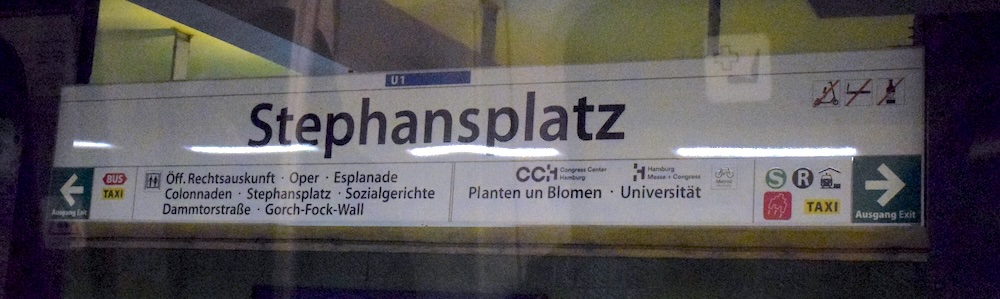 U1
Stephansplatz
BUS
TAXI
Ausgang Exit
Öff. Rechtsauskunft · Oper · Esplanade
Colonnaden · Stephansplatz · Sozialgerichte
Dammtorstraße · Gorch-Fock-Wall
CCH Congress Center
Hamburg
Hamburg
Messe + Congress
Planten un Blomen · Universität
S R
TAXI
Ausgang Exit